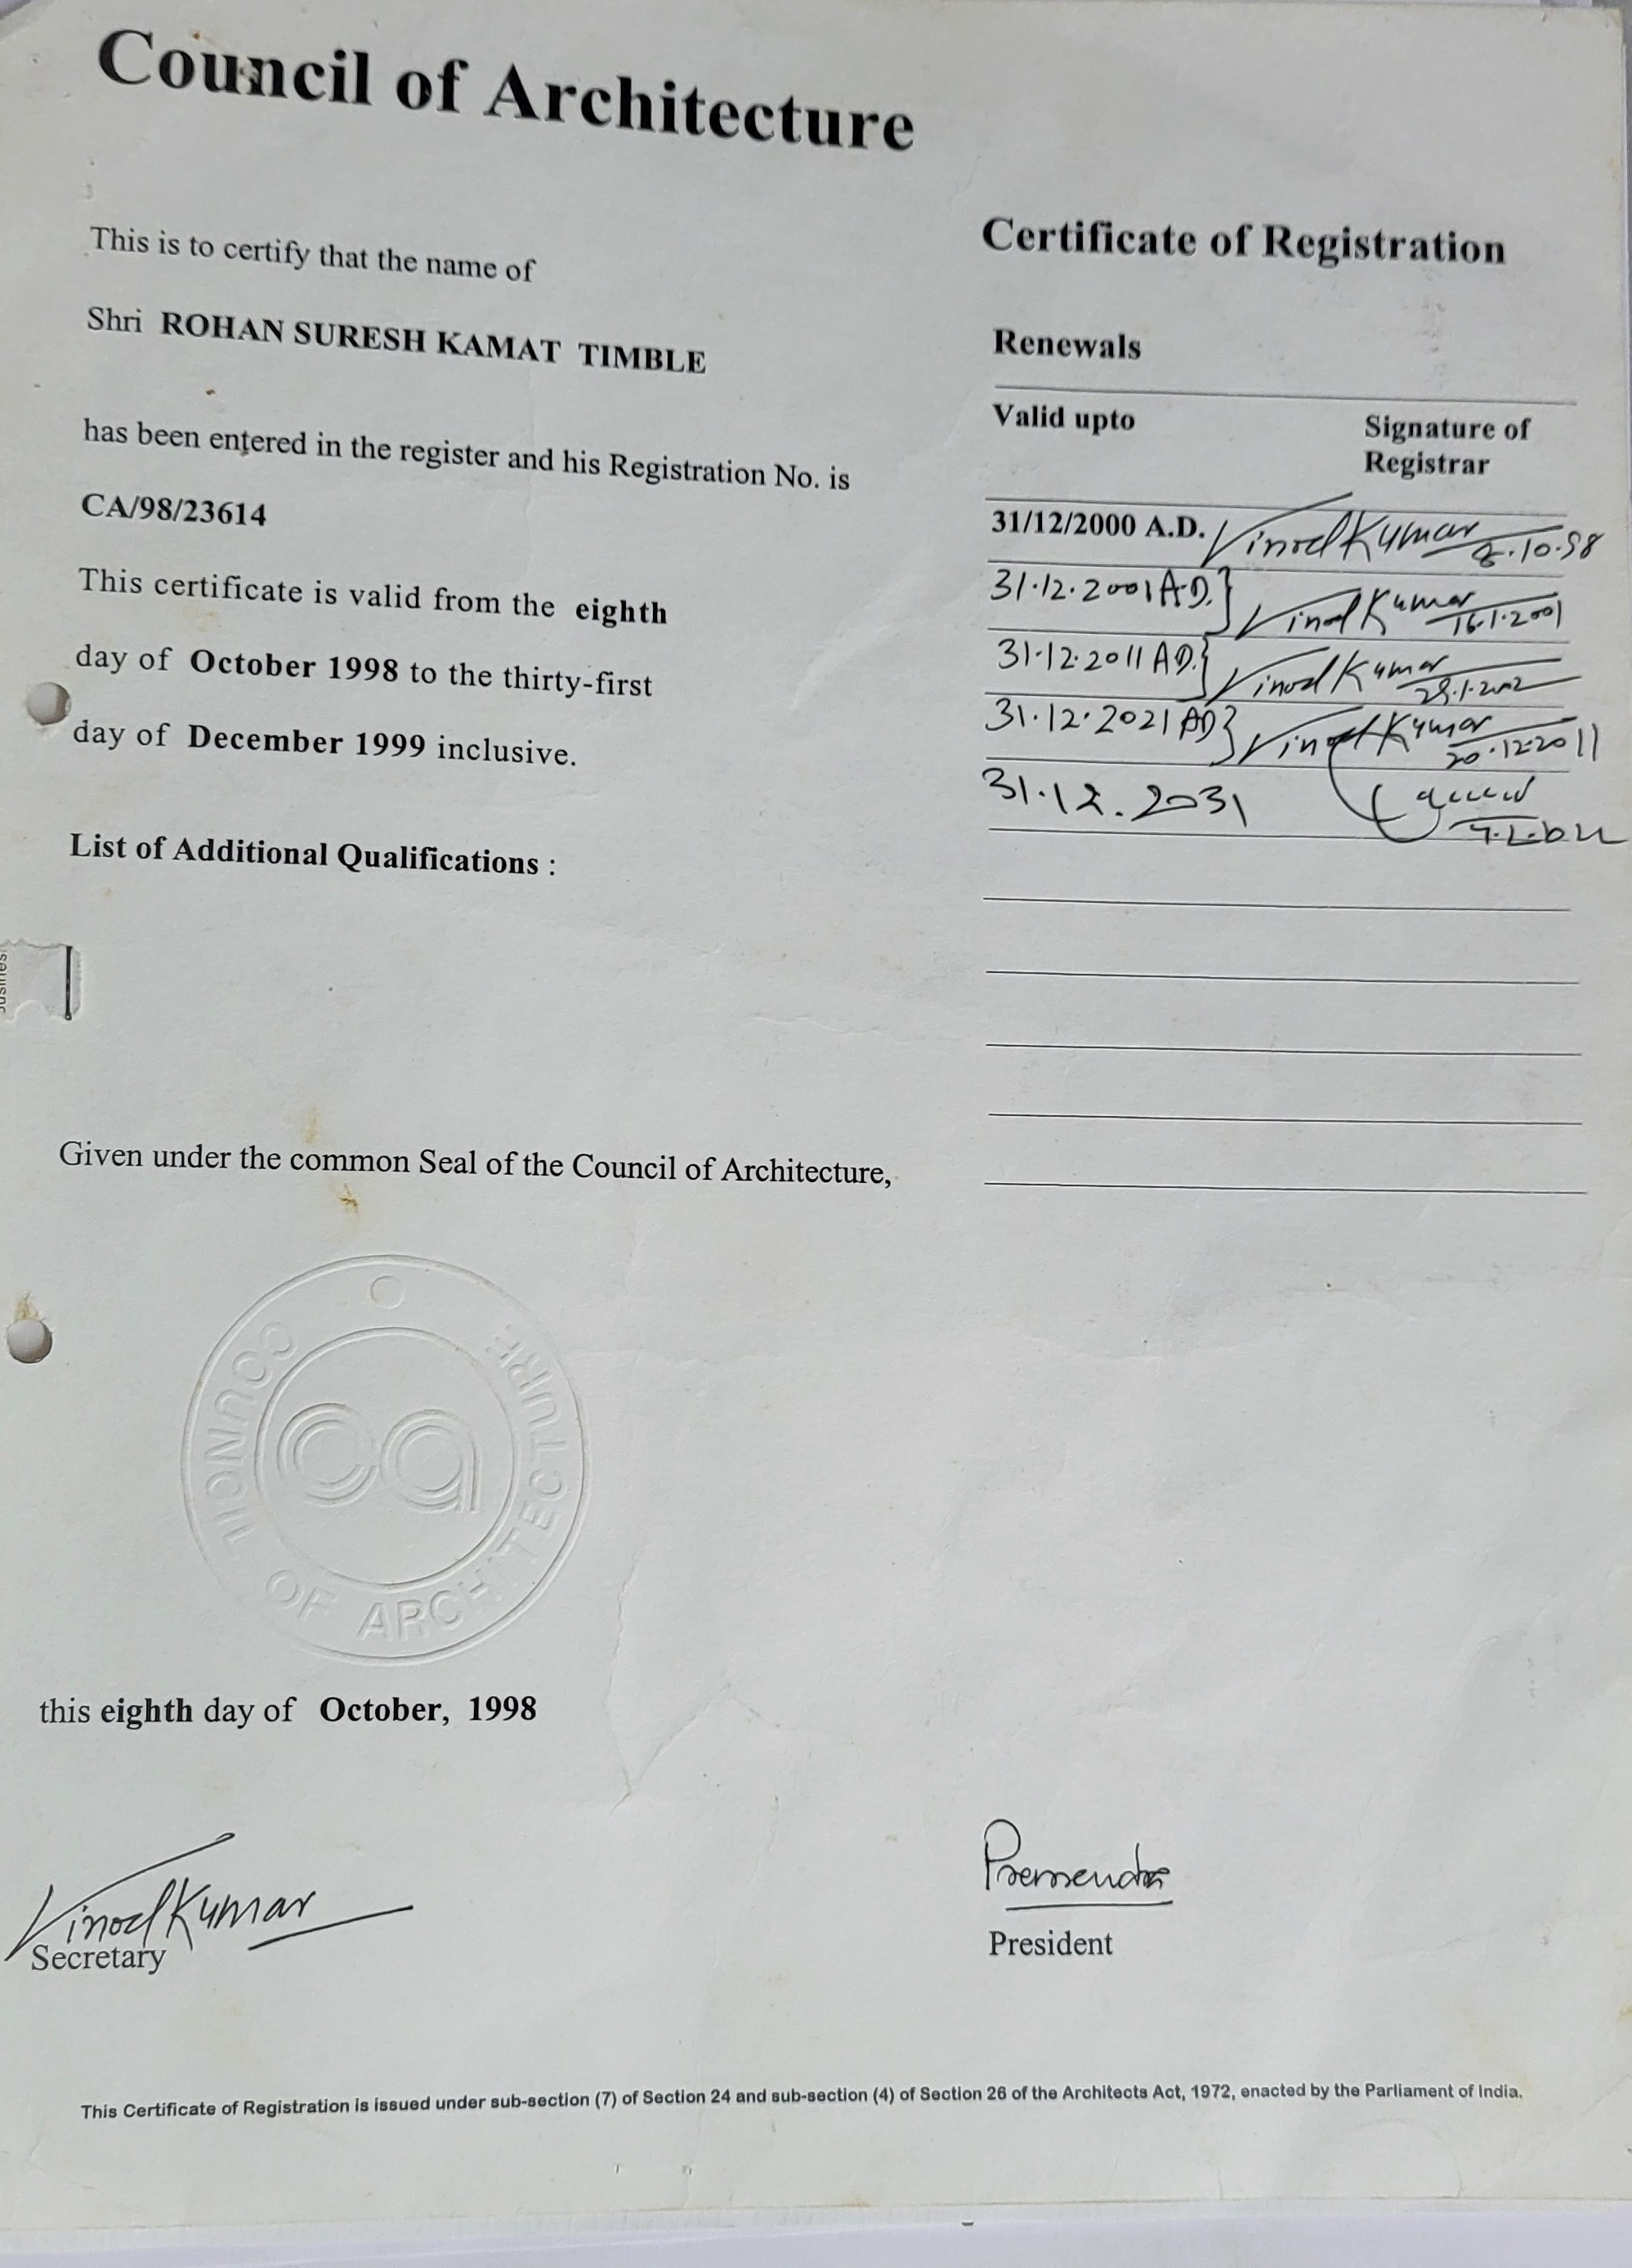 Council of Architecture
This is to certify that the name of
Shri ROHAN SURESH KAMAT TIMBLE
has been entered in the register and his Registration No. is
CA/98/23614
This certificate is valid from the eighth
day of October 1998 to the thirty-first
day of December 1999 inclusive.
List of Additional Qualifications :
Given under the common Seal of the Council of Architecture,
COUNCIL OF ARCHITECTURE
ca
this eighth day of October, 1998
Vinod Kumar
Secretary
Certificate of Registration
Renewals
Valid upto Signature of
Registrar
31/12/2000 A.D. Vinod Kumar 8.10.98
31.12.2001 A.D. Vinod Kumar 16.1.2001
31.12.2011 AD. Vinod Kumar 29.1.2002
31.12.2021 AD Vinod Kumar 20.12.2011
31.12.2031
Premendra
President
This Certificate of Registration is issued under sub-section (7) of Section 24 and sub-section (4) of Section 26 of the Architects Act, 1972, enacted by the Parliament of India.